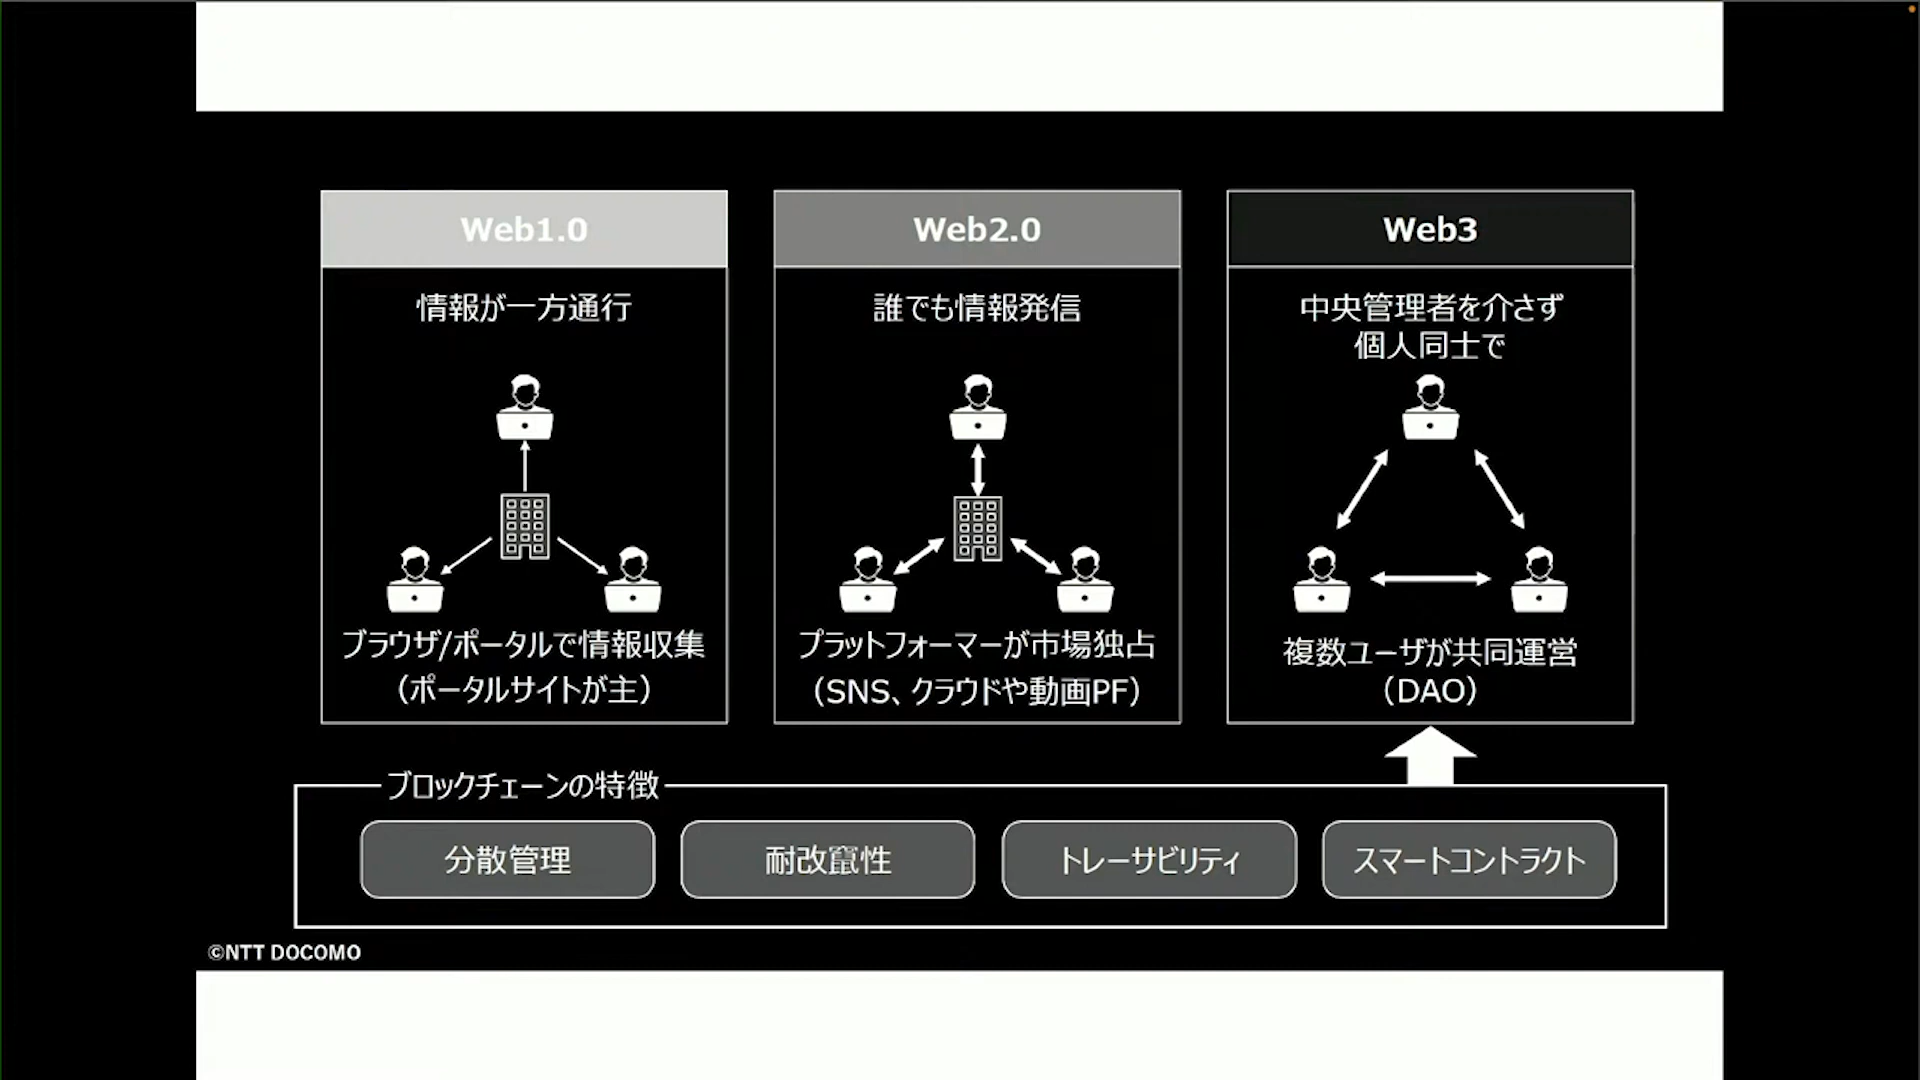 Web1.0
情報が一方通行
ブラウザ/ポータルで情報収集
（ポータルサイトが主）
Web2.0
誰でも情報発信
プラットフォーマーが市場独占
（SNS、クラウドや動画PF）
Web3
中央管理者を介さず
個人同士で
複数ユーザが共同運営
（DAO）
ブロックチェーンの特徴
分散管理
耐改竄性
トレーサビリティ
スマートコントラクト
©NTT DOCOMO